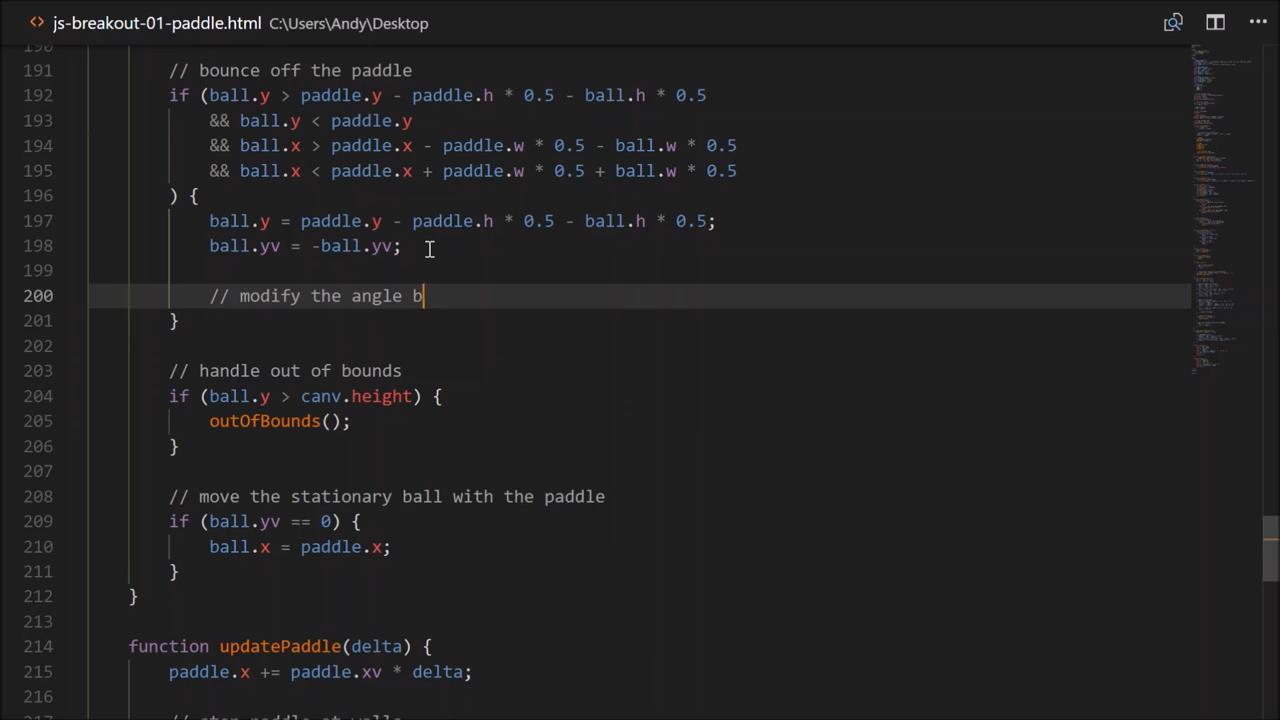 js-breakout-01-paddle.html C:\Users\Andy\Desktop
190
191 // bounce off the paddle
192 if (ball.y > paddle.y - paddle.h * 0.5 - ball.h * 0.5
193 && ball.y < paddle.y
194 && ball.x > paddle.x - paddle.w * 0.5 - ball.w * 0.5
195 && ball.x < paddle.x + paddle.w * 0.5 + ball.w * 0.5
196 ) {
197 ball.y = paddle.y - paddle.h * 0.5 - ball.h * 0.5;
198 ball.yv = -ball.yv;
199
200 // modify the angle b
201 }
202
203 // handle out of bounds
204 if (ball.y > canv.height) {
205 outOfBounds();
206 }
207
208 // move the stationary ball with the paddle
209 if (ball.yv == 0) {
210 ball.x = paddle.x;
211 }
212 }
213
214 function updatePaddle(delta) {
215 paddle.x += paddle.xv * delta;
216
217 // stop paddle at walls